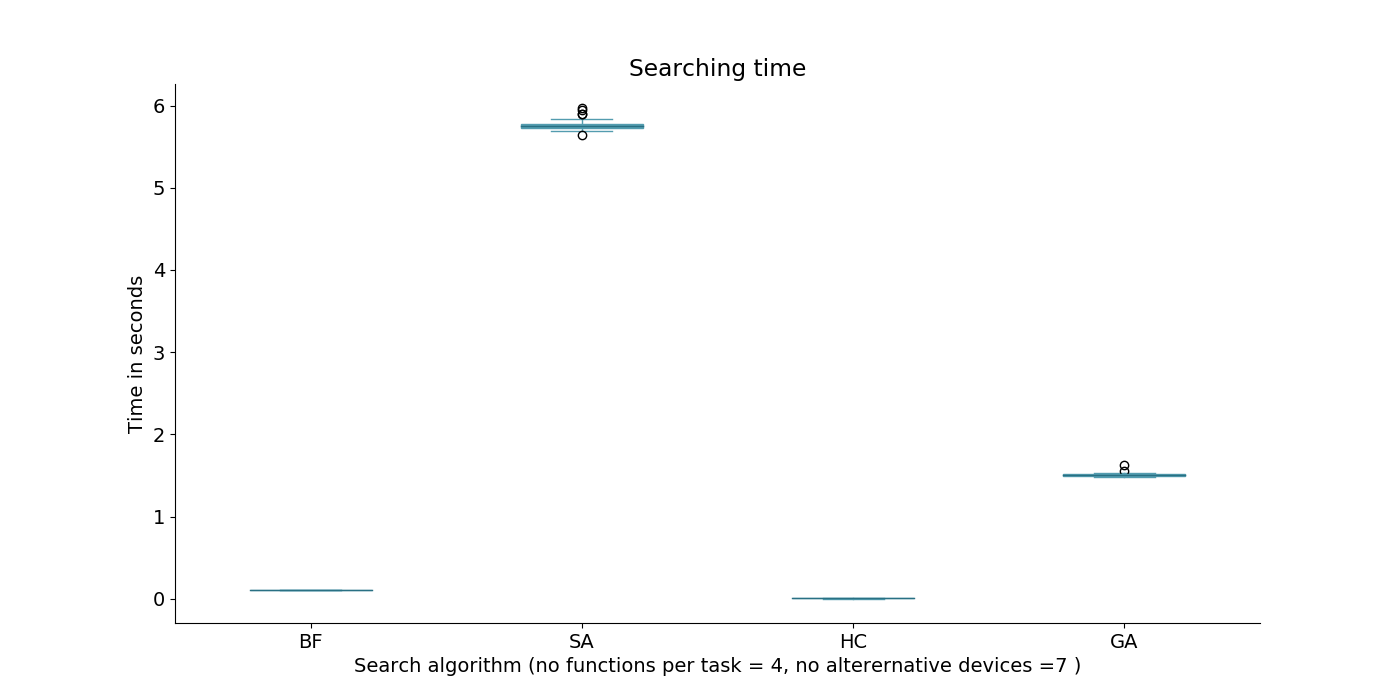 Searching time
6
5
4
3
2
1
0
Time in seconds
BF SA HC GA
Search algorithm (no functions per task = 4, no alterernative devices =7 )